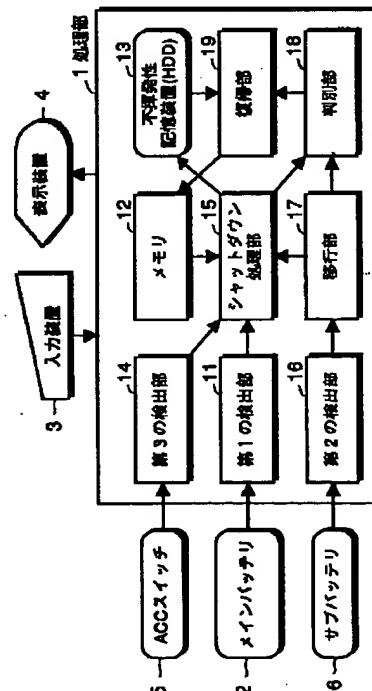 1 処理部
3
入力装置
4
表示装置
5
ACCスイッチ
2
メインバッテリ
6
サブバッテリ
14
第3の検出部
11
第1の検出部
16
第2の検出部
12
メモリ
15
シャットダウン
処理部
17
移行部
13
不揮発性
記憶装置(HDD)
19
復帰部
18
判別部